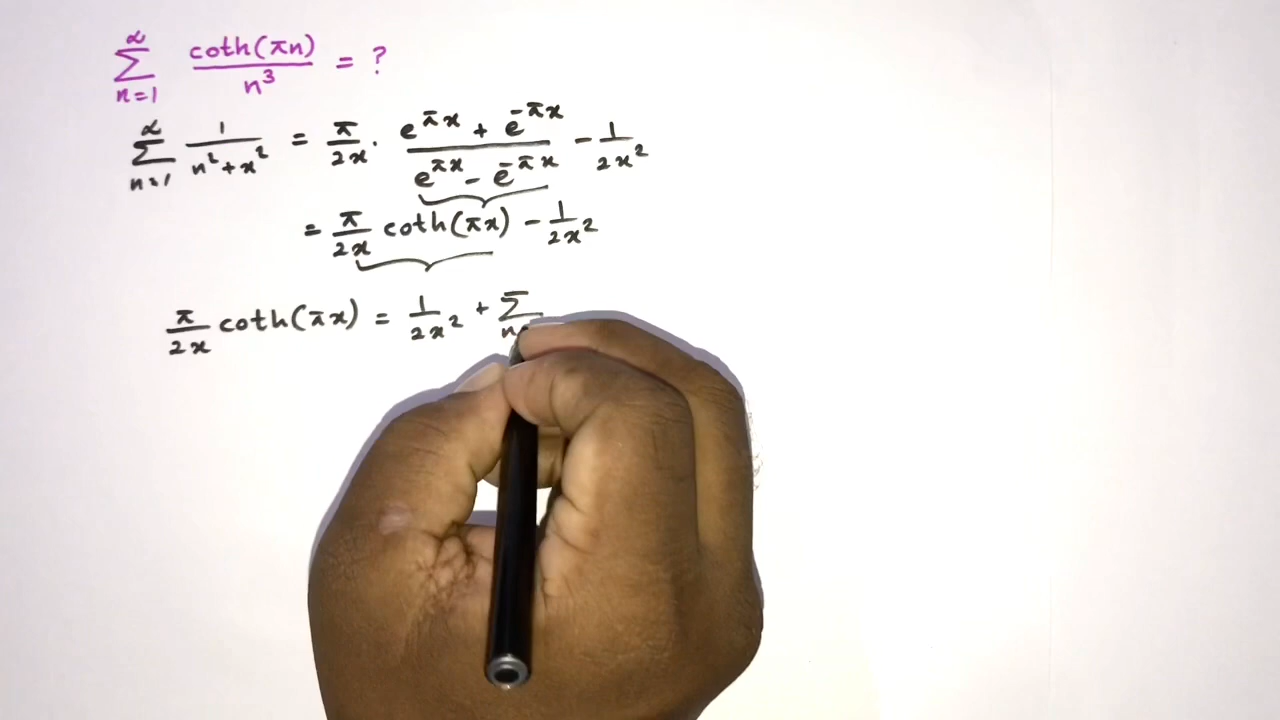 ∞ ∑ n=1 coth(πn)/n³ = ?
∞ ∑ n=1 1/(n²+x²) = π/2x · (e^πx + e^-πx)/(e^πx - e^-πx) - 1/2x²
= π/2x coth(πx) - 1/2x²
π/2x coth(πx) = 1/2x² + ∑ n